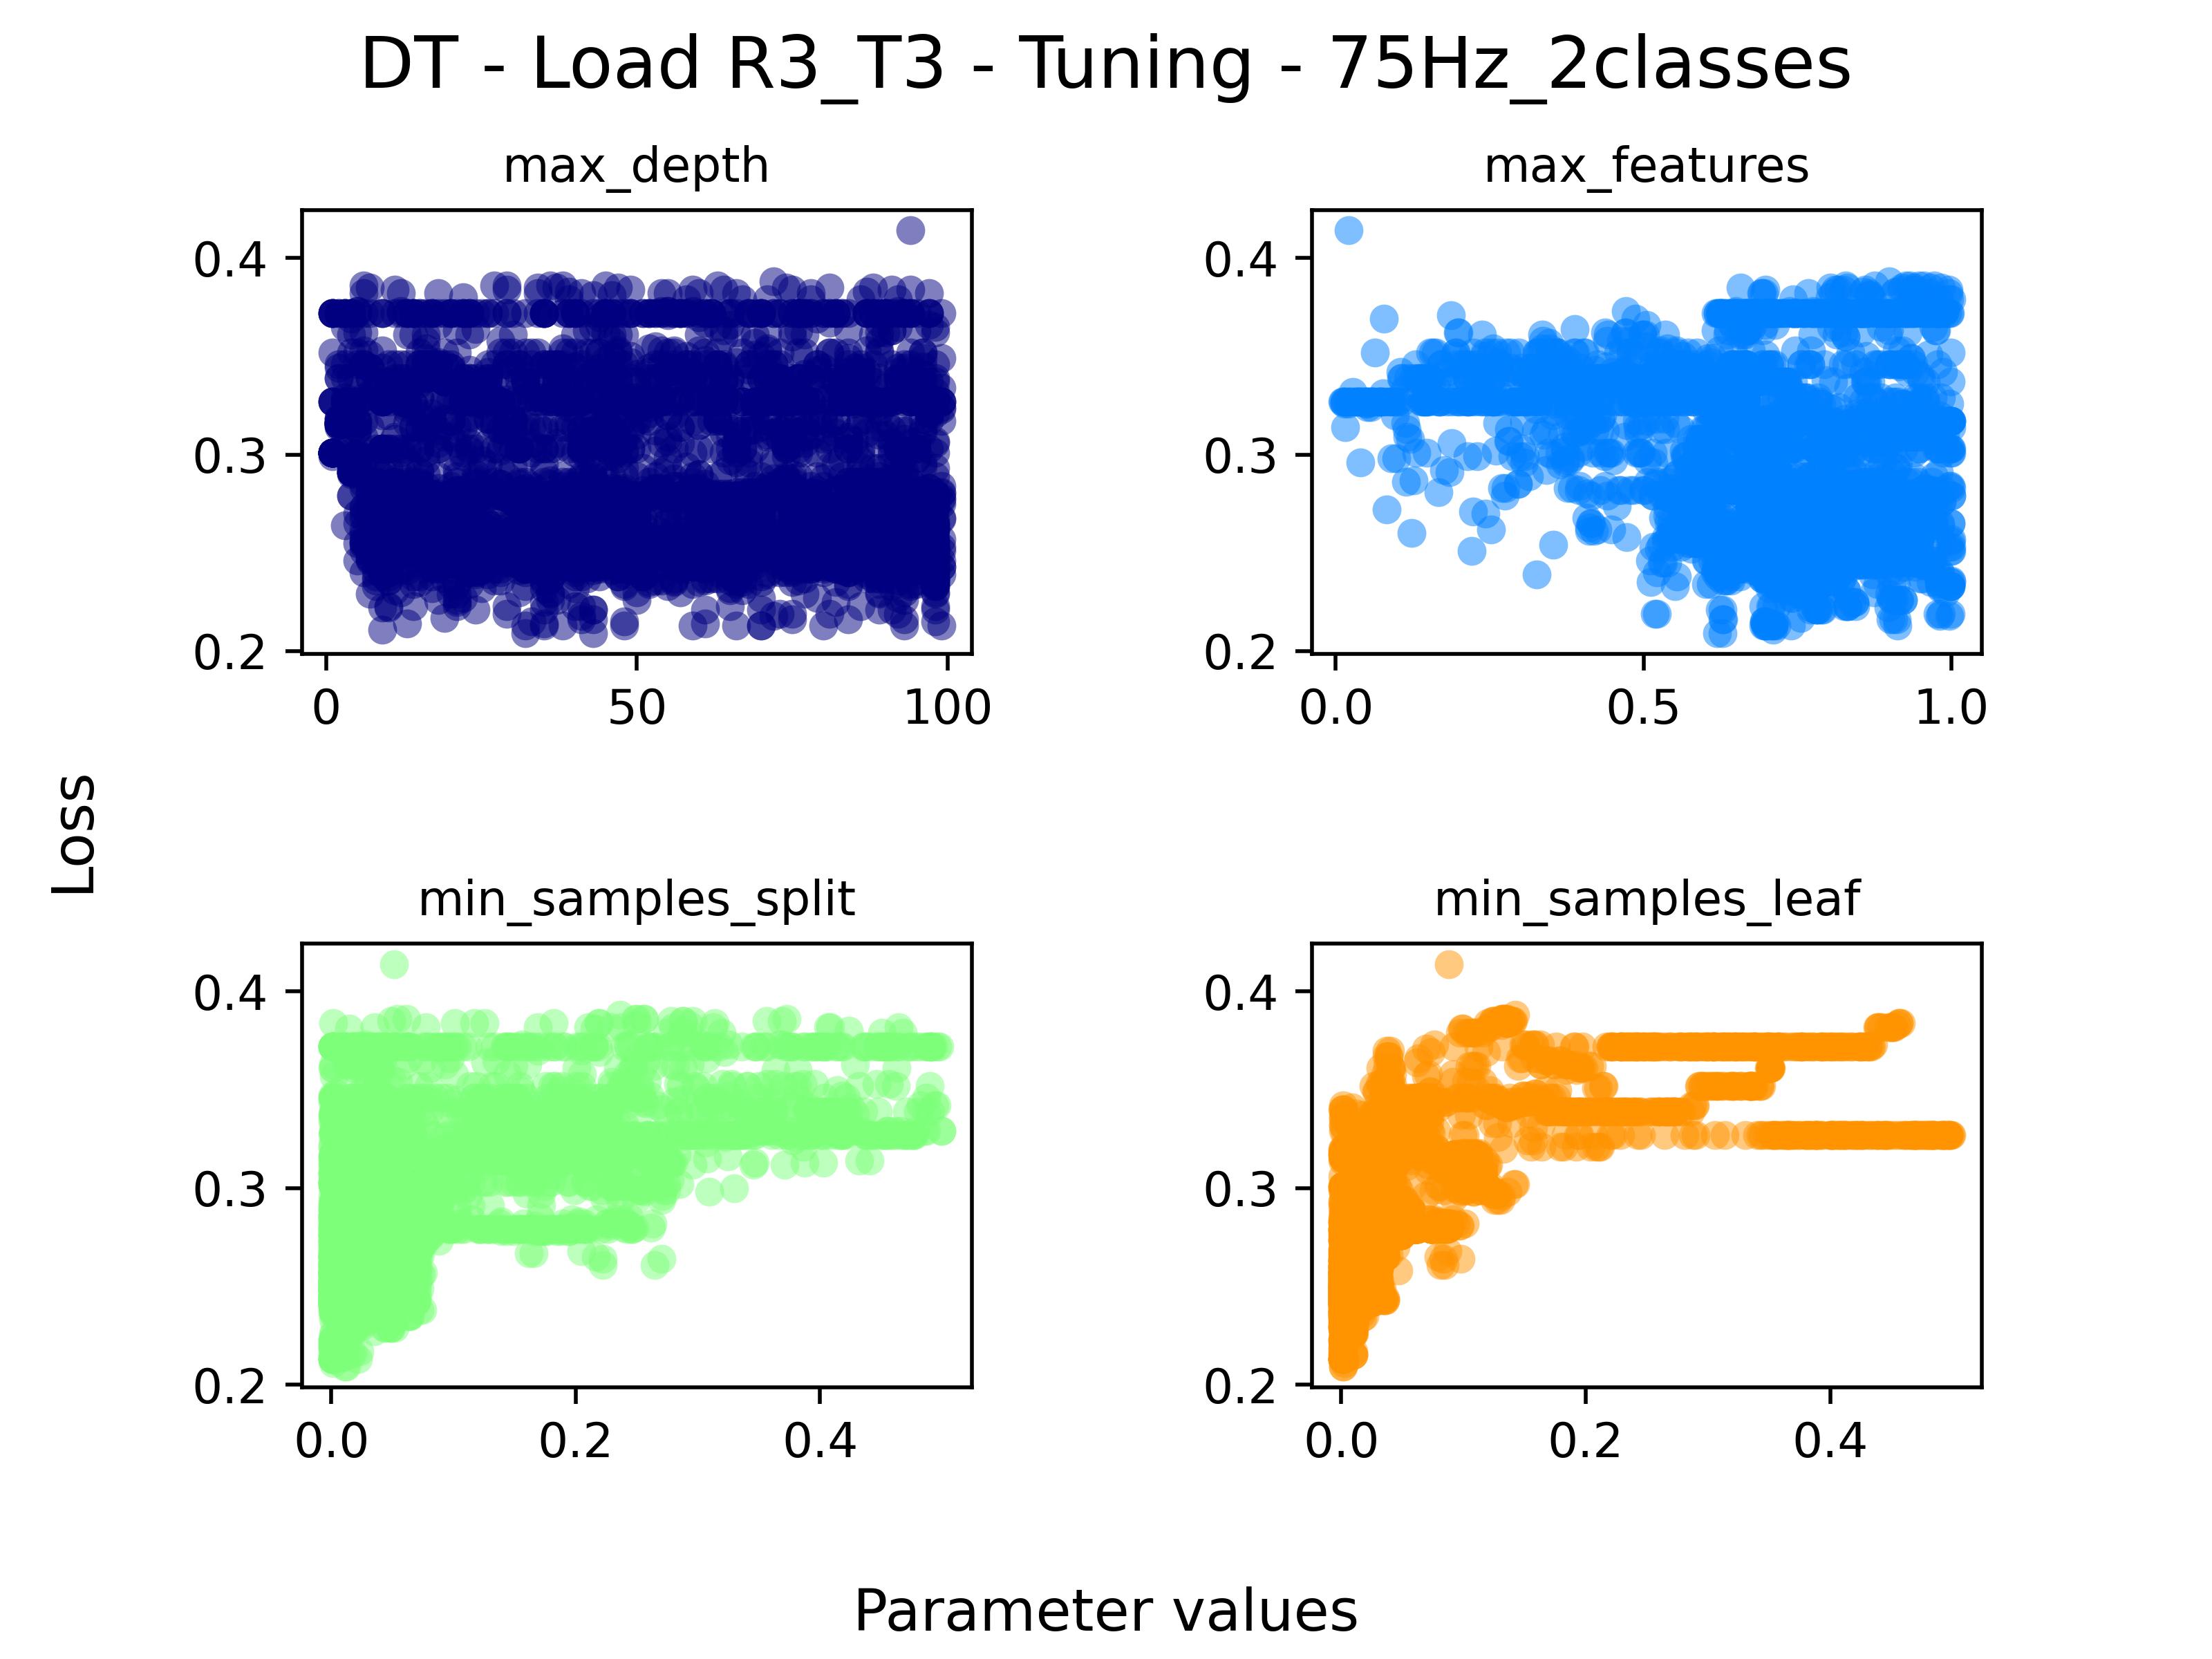 DT - Load R3_T3 - Tuning - 75Hz_2classes
max_depth
max_features
0.4
0.3
0.2
0 50 100
0.4
0.3
0.2
0.0 0.5 1.0
Loss
min_samples_split
min_samples_leaf
0.4
0.3
0.2
0.0 0.2 0.4
0.4
0.3
0.2
0.0 0.2 0.4
Parameter values